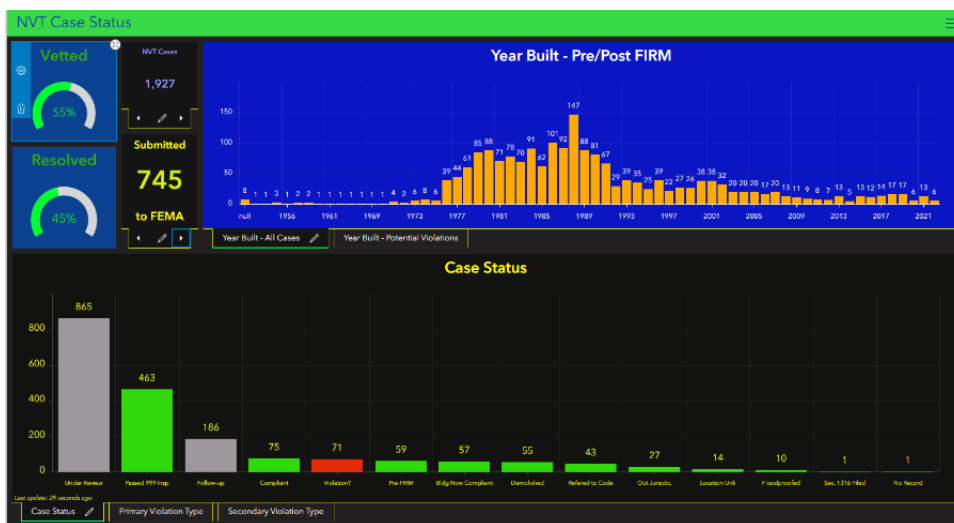 NVT Case Status
Vetted
55%
NVT Cases
1,927
Resolved
45%
Submitted
745
to FEMA
Year Built - Pre/Post FIRM
150
100
50
0
8 1 1 3 1 2 2 1 1 1 1 1 1 1 4 2 6 8 6 39 44 61 85 88 71 78 70 91 62 101 92 147 88 81 67 29 39 35 25 39 22 27 26 38 38 32 20 20 20 17 20 13 11 9 8 7 13 5 13 12 14 17 17 6 13 6
null 1956 1961 1969 1973 1977 1981 1985 1989 1993 1997 2001 2005 2009 2013 2017 2021
Year Built - All Cases
Year Built - Potential Violations
Case Status
800
600
400
200
0
865 463 186 75 71 59 57 55 43 27 14 10 1 1
Under Review Passed 999 Insp Follow-up Compliant Violation? Pre-FIRM Bldg Now Compliant Demolished Refered to Code Out Jurisdic. Location Unk Floodproofed Sec. 1316 Filed No Record
Last update: 29 seconds ago
Case Status
Primary Violation Type
Secondary Violation Type